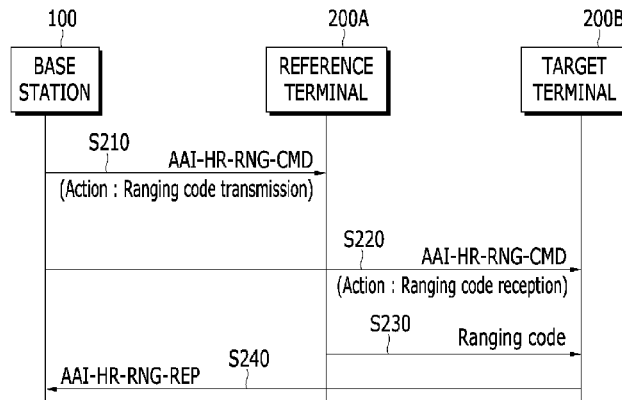 100
200A
200B
BASE
STATION
REFERENCE
TERMINAL
TARGET
TERMINAL
S210
AAI-HR-RNG-CMD
(Action : Ranging code transmission)
S220
AAI-HR-RNG-CMD
(Action : Ranging code reception)
S230
Ranging code
S240
AAI-HR-RNG-REP